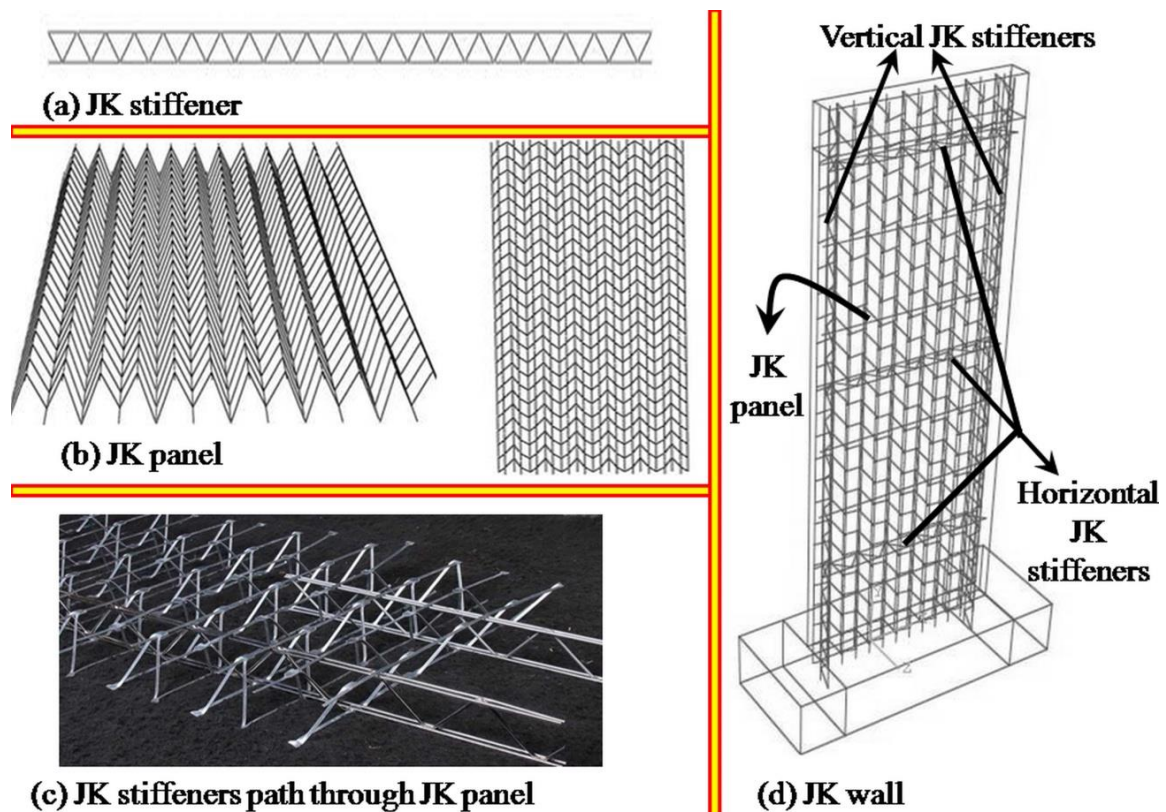 (a) JK stiffener
(b) JK panel
(c) JK stiffeners path through JK panel
Vertical JK stiffeners
JK
panel
Horizontal
JK
stiffeners
Z
(d) JK wall